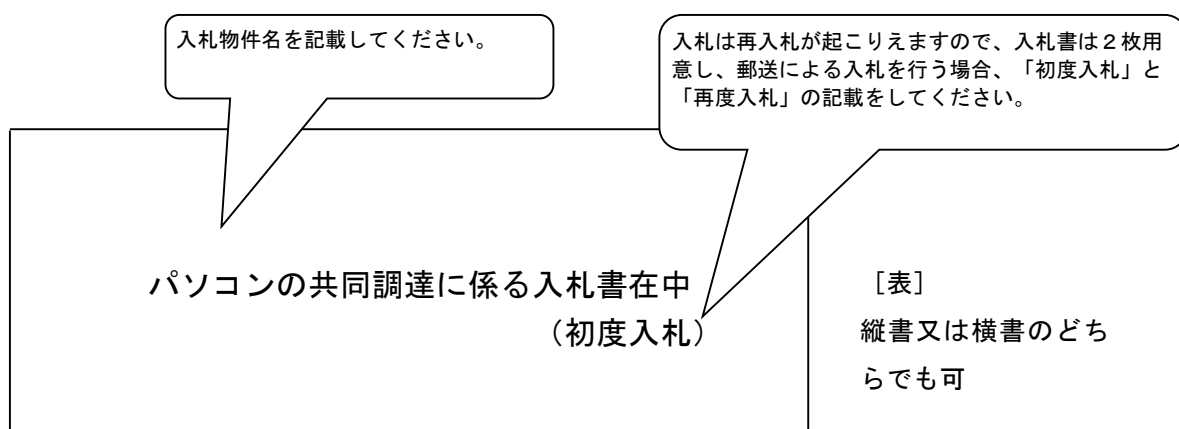 入札物件名を記載してください。
入札は再入札が起こりえますので、入札書は２枚用
意し、郵送による入札を行う場合、「初度入札」と
「再度入札」の記載をしてください。
パソコンの共同調達に係る入札書在中
（初度入札）
［表］
縦書又は横書のどち
らでも可